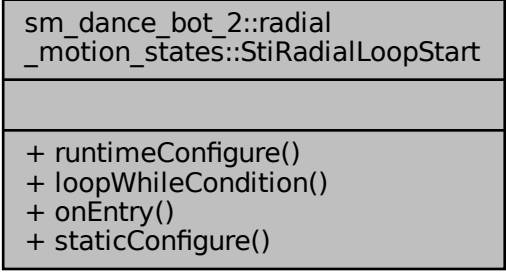 sm_dance_bot_2::radial
_motion_states::StiRadialLoopStart
+ runtimeConfigure()
+ loopWhileCondition()
+ onEntry()
+ staticConfigure()